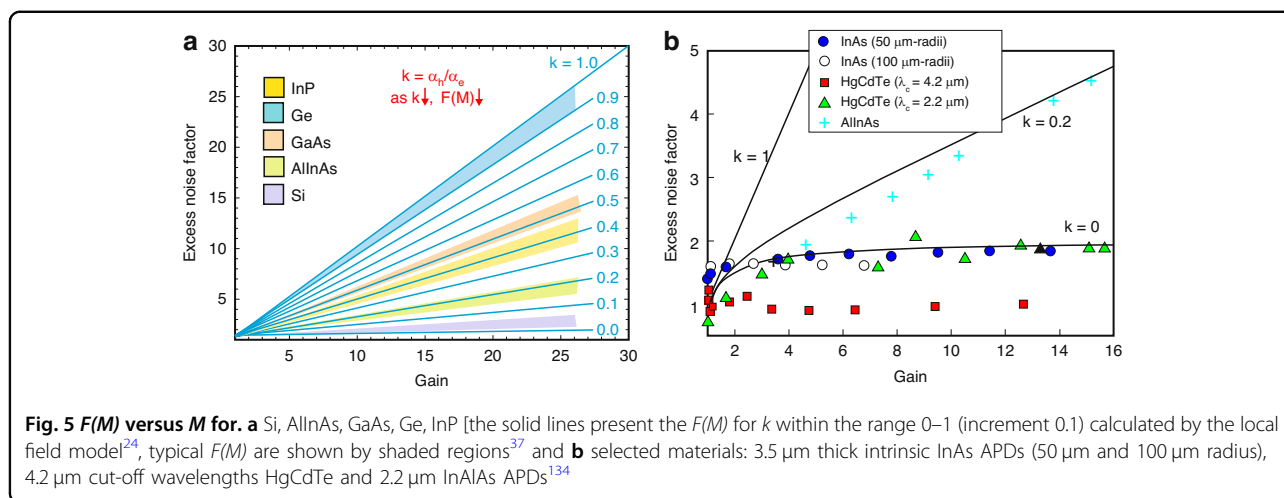 a
30
25
20
15
10
5
Excess noise factor
5
10
15
20
25
30
Gain
InP
Ge
GaAs
AlInAs
Si
k = αh/αe
as k↓, F(M)↓
k = 1.0
0.9
0.8
0.7
0.6
0.5
0.4
0.3
0.2
0.1
0.0
b
InAs (50 μm-radii)
InAs (100 μm-radii)
HgCdTe (λc = 4.2 μm)
HgCdTe (λc = 2.2 μm)
AlInAs
5
4
3
2
1
Excess noise factor
k = 1
k = 0.2
k = 0
2
4
6
8
10
12
14
16
Gain
Fig. 5 F(M) versus M for. a Si, AlInAs, GaAs, Ge, InP [the solid lines present the F(M) for k within the range 0–1 (increment 0.1) calculated by the local
field model24, typical F(M) are shown by shaded regions37 and b selected materials: 3.5 μm thick intrinsic InAs APDs (50 μm and 100 μm radius),
4.2 μm cut-off wavelengths HgCdTe and 2.2 μm InAlAs APDs134